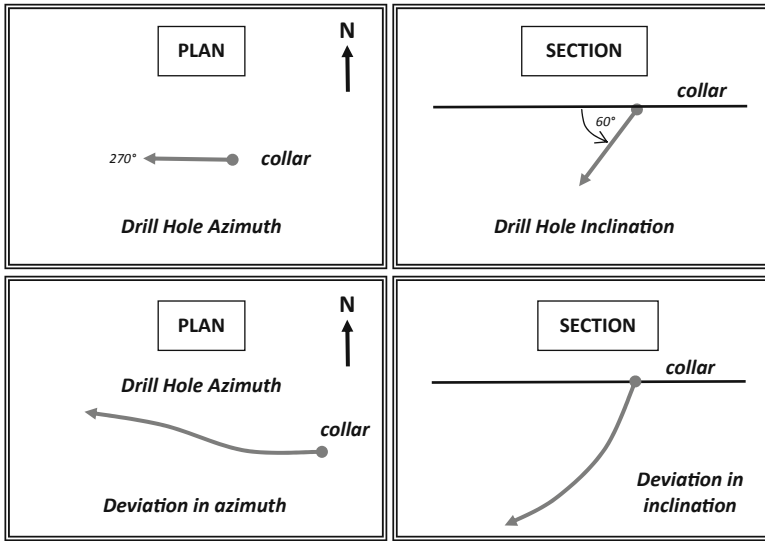 PLAN
N
270°
collar
Drill Hole Azimuth
SECTION
collar
60°
Drill Hole Inclination
PLAN
N
Drill Hole Azimuth
collar
Deviation in azimuth
SECTION
collar
Deviation in
inclination